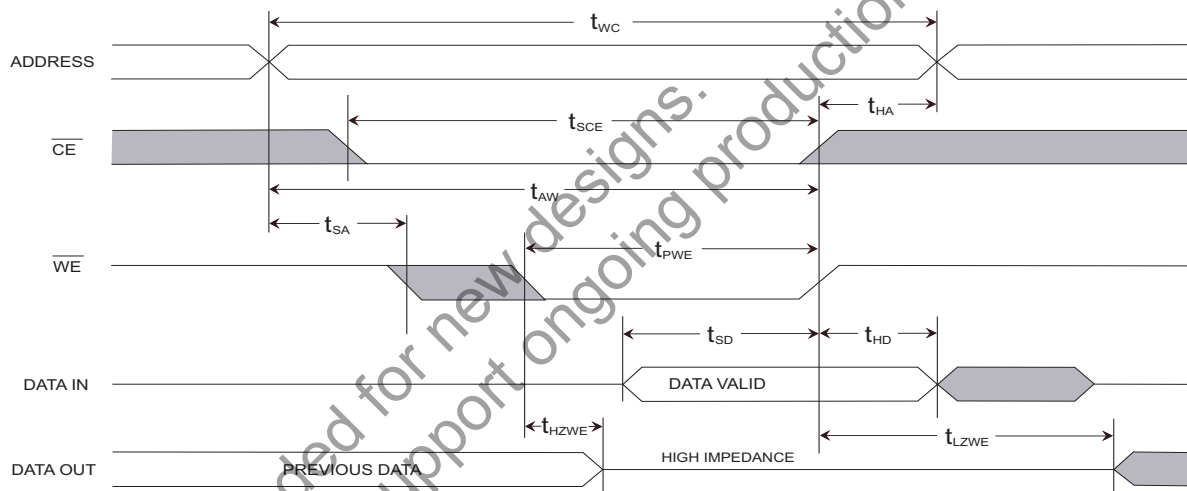 tWC
ADDRESS
tHA
tSCE
CE
tAW
tSA
tPWE
WE
tSD
tHD
DATA IN
DATA VALID
tHZWE
tLZWE
DATA OUT
PREVIOUS DATA
HIGH IMPEDANCE
for new designs.
support ongoing production